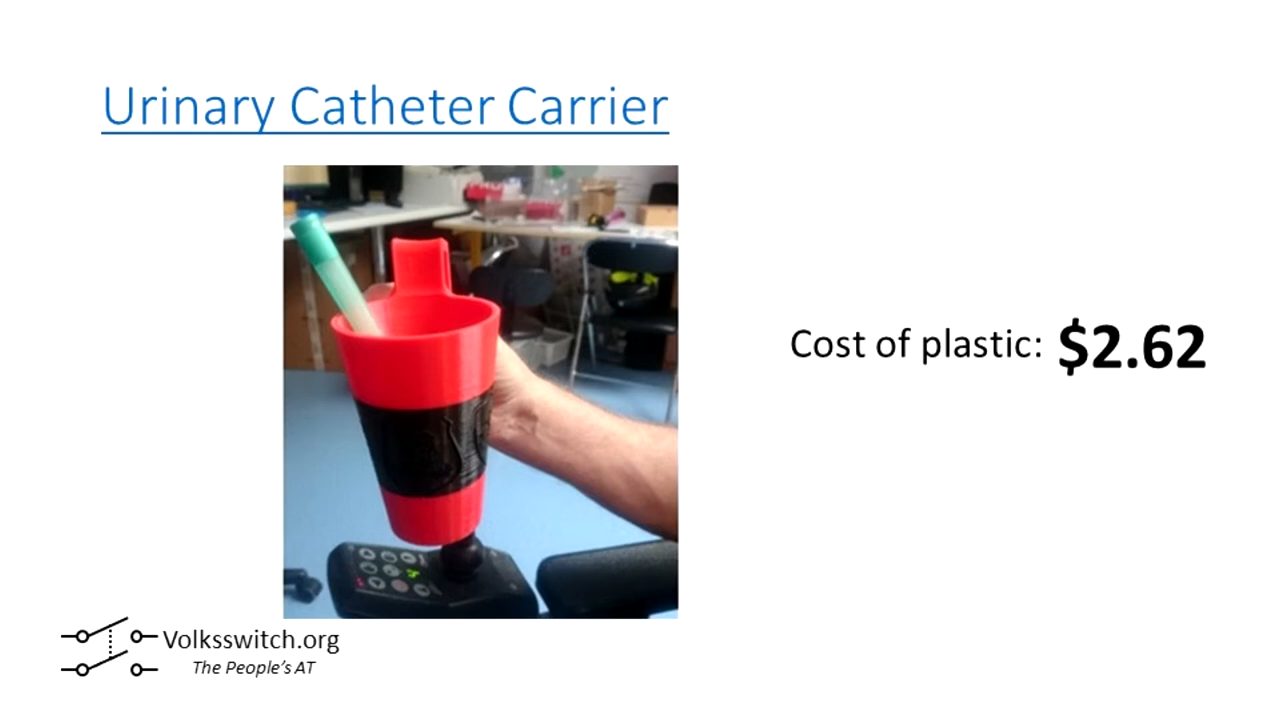 Urinary Catheter Carrier
Cost of plastic: $2.62
Volksswitch.org
The People's AT